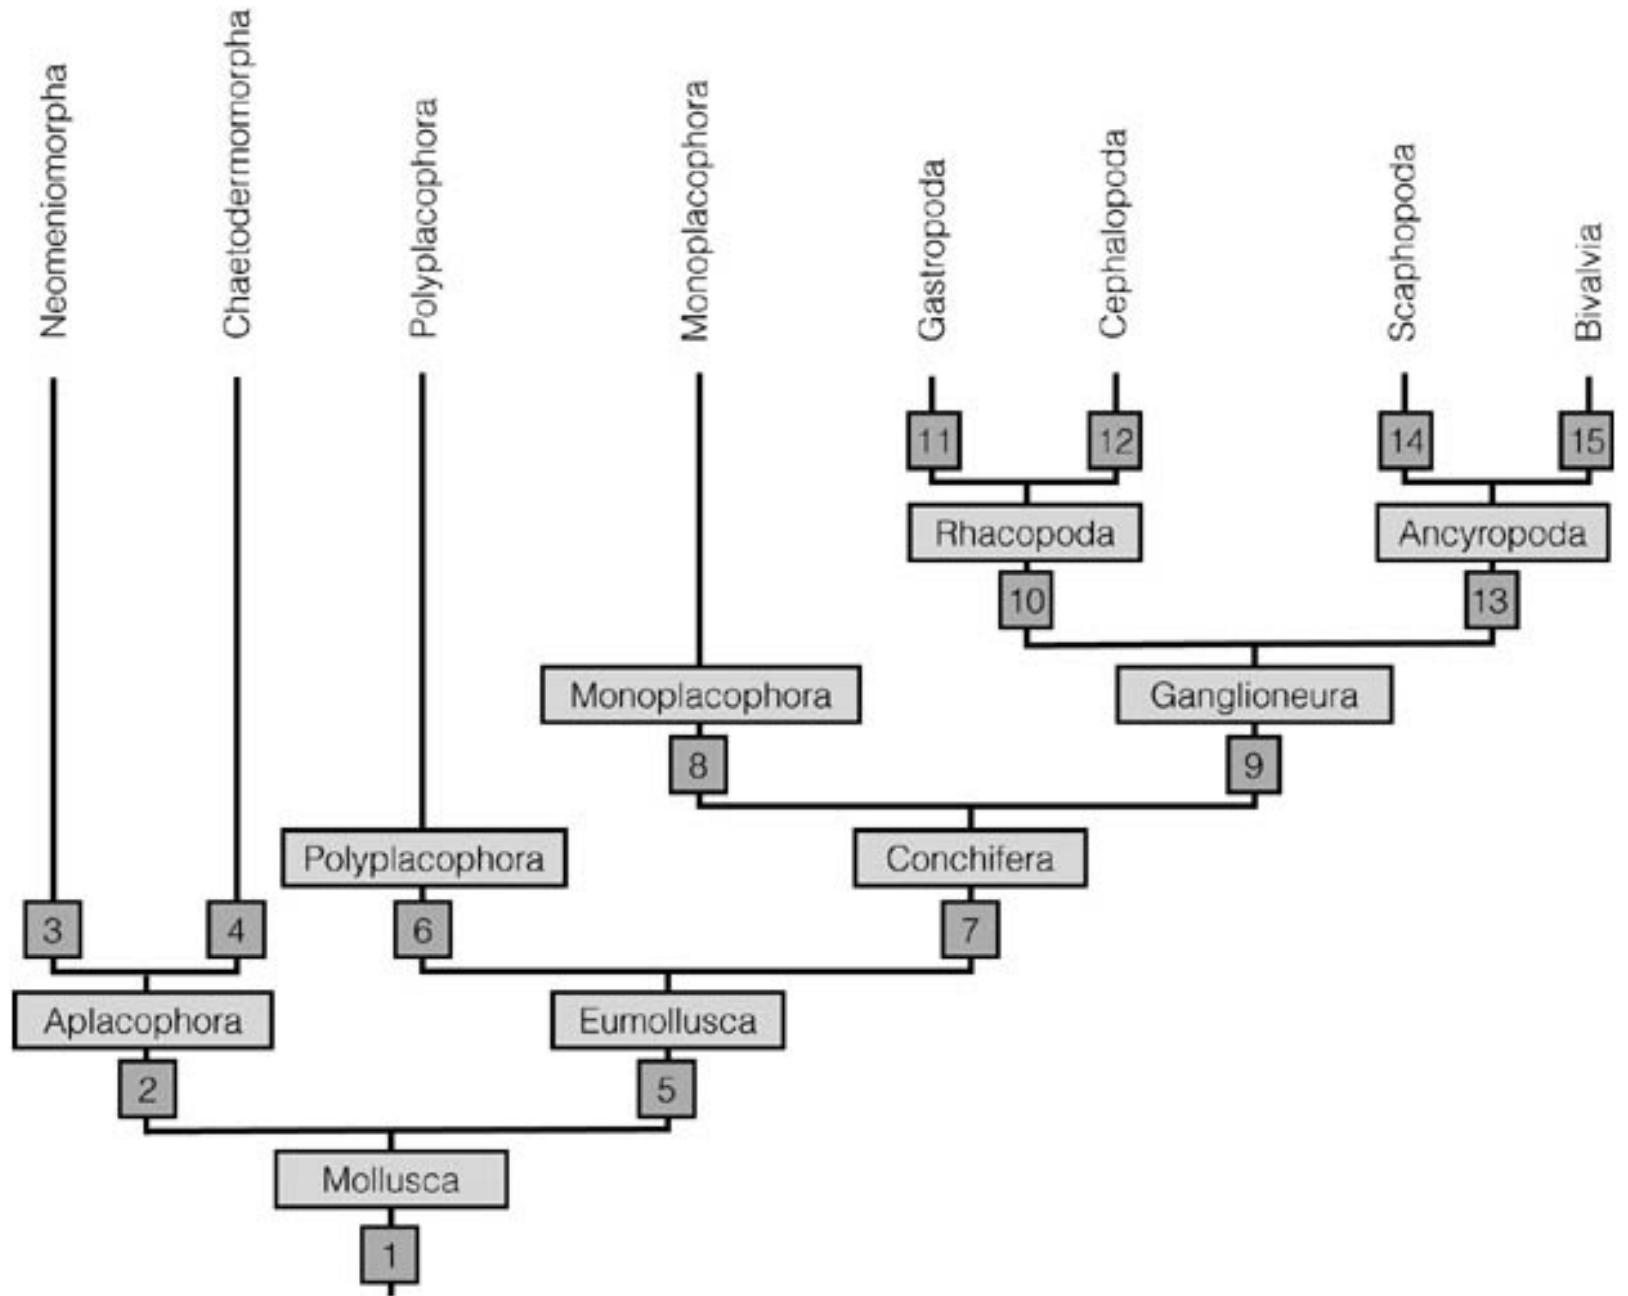 Neomeniomorpha
Chaetodermomorpha
Polyplacophora
Monoplacophora
Gastropoda
Cephalopoda
Scaphopoda
Bivalvia
11
12
14
15
Rhacopoda
Ancyropoda
10
13
Monoplacophora
Ganglioneura
8
9
Polyplacophora
Conchifera
3
4
6
7
Aplacophora
Eumollusca
2
5
Mollusca
1